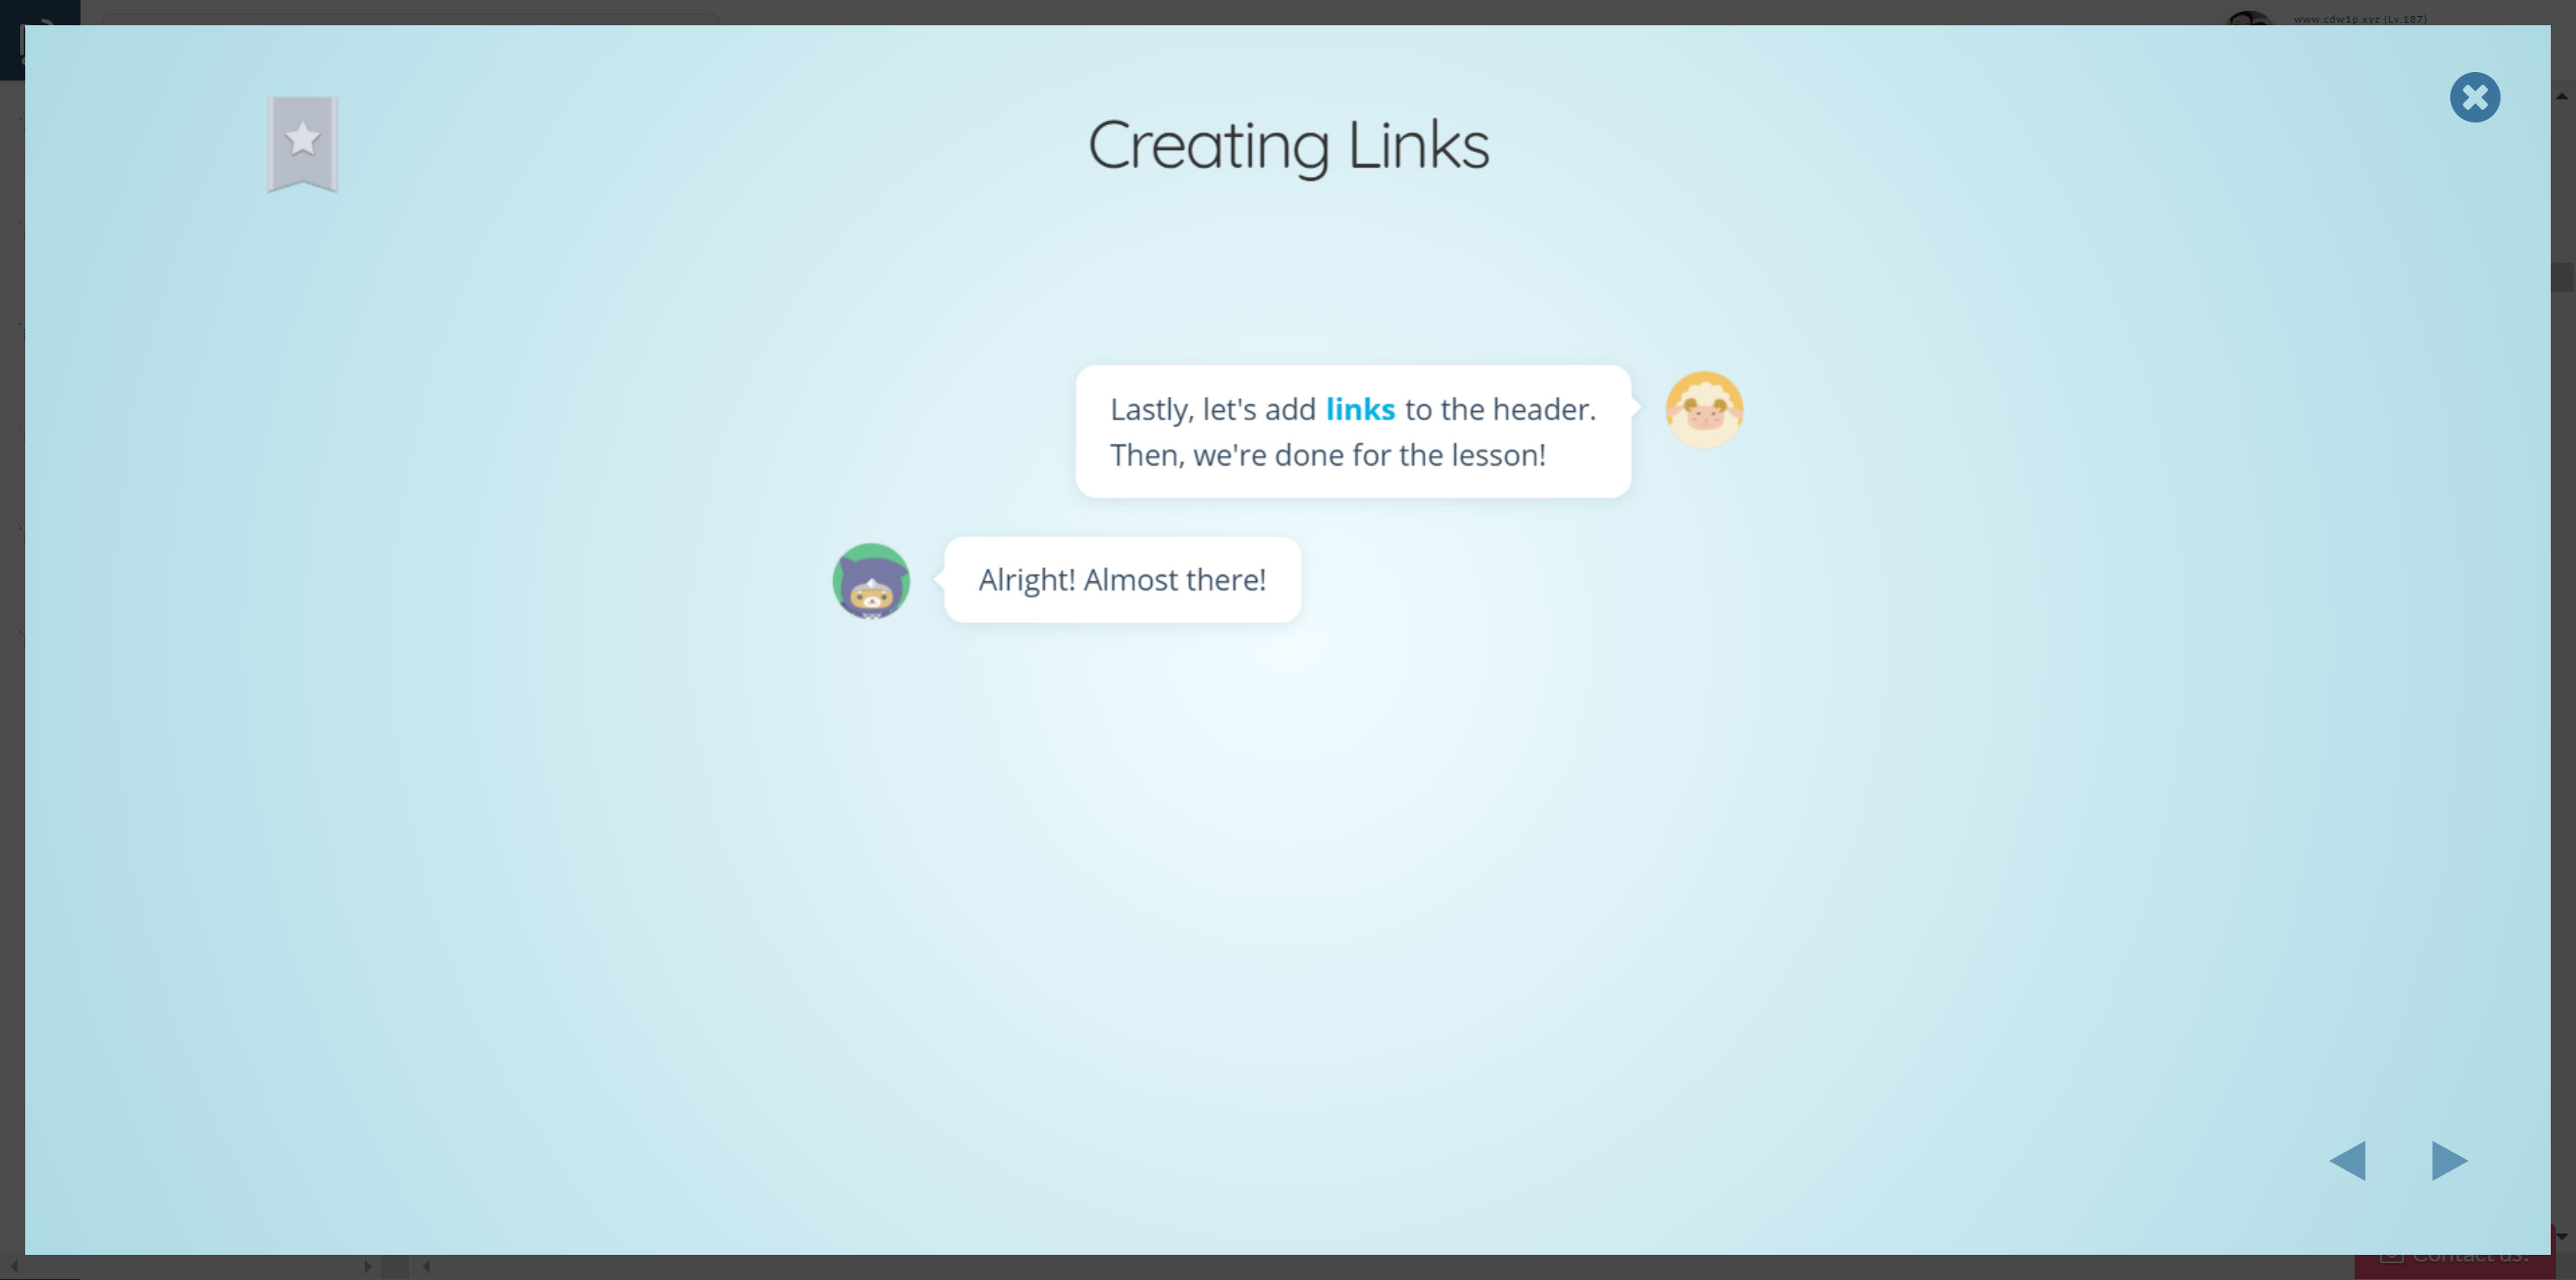 www.cdw1p.xyz (Lv.187)
Creating Links
Lastly, let's add links to the header.
Then, we're done for the lesson!
Alright! Almost there!
Contact us!